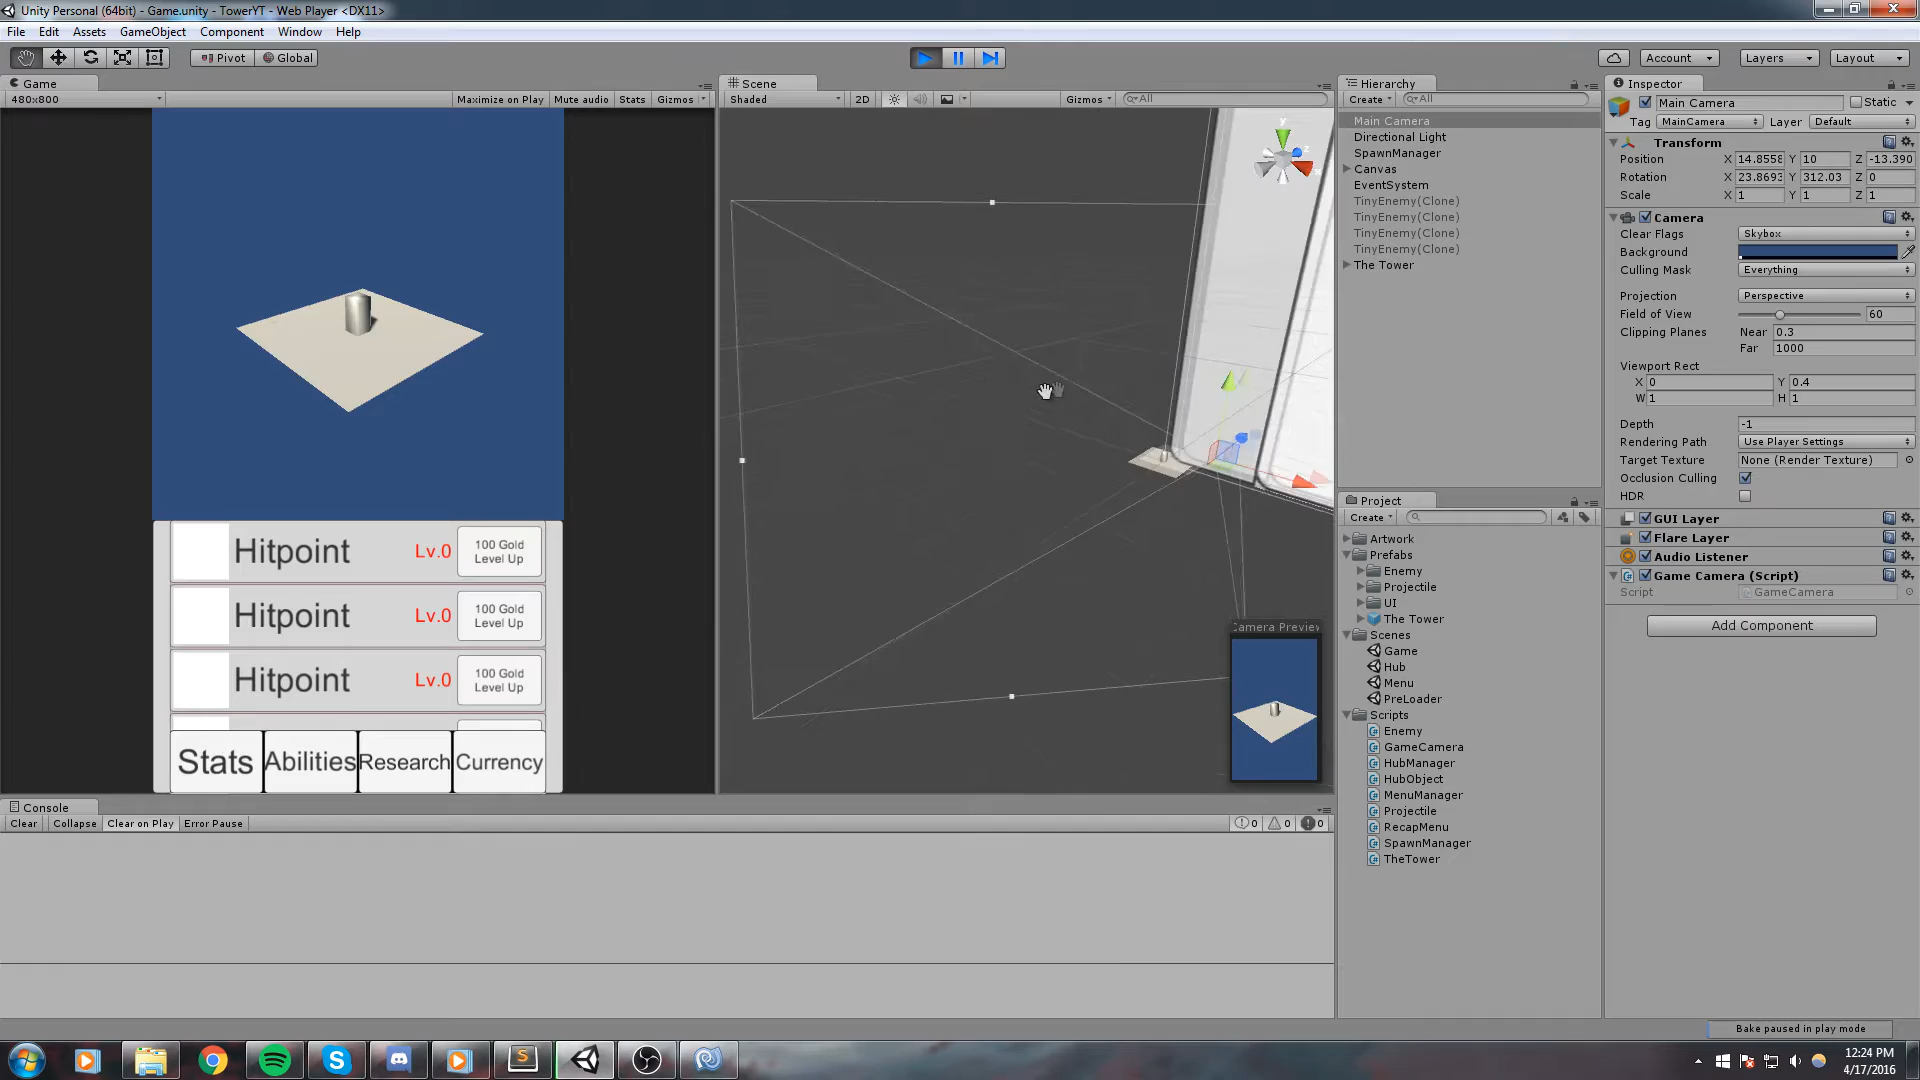 Unity Personal (64bit) - Game.unity - TowerYT - Web Player <DX11>
File Edit Assets GameObject Component Window Help
Pivot Global Account Layers Layout
Game
480x800 Maximize on Play Mute audio Stats Gizmos
Hitpoint Lv.0 100 Gold Level Up
Hitpoint Lv.0 100 Gold Level Up
Hitpoint Lv.0 100 Gold Level Up
Stats Abilities Research Currency
Scene
Shaded 2D Gizmos All
Camera Preview
Console
Clear Collapse Clear on Play Error Pause 0 0 0
Hierarchy
Create All
Main Camera
Directional Light
SpawnManager
Canvas
EventSystem
TinyEnemy(Clone)
TinyEnemy(Clone)
TinyEnemy(Clone)
TinyEnemy(Clone)
The Tower
Project
Create
Artwork
Prefabs
Enemy
Projectile
UI
The Tower
Scenes
Game
Hub
Menu
PreLoader
Scripts
Enemy
GameCamera
HubManager
HubObject
MenuManager
Projectile
RecapMenu
SpawnManager
TheTower
Inspector
Main Camera Static
Tag MainCamera Layer Default
Transform
Position X 14.8558 Y 10 Z -13.390
Rotation X 23.8693 Y 312.03 Z 0
Scale X 1 Y 1 Z 1
Camera
Clear Flags Skybox
Background
Culling Mask Everything
Projection Perspective
Field of View 60
Clipping Planes Near 0.3
Far 1000
Viewport Rect
X 0 Y 0.4
W 1 H 1
Depth -1
Rendering Path Use Player Settings
Target Texture None (Render Texture)
Occlusion Culling
HDR
GUI Layer
Flare Layer
Audio Listener
Game Camera (Script)
Script GameCamera
Add Component
Bake paused in play mode
12:24 PM
4/17/2016